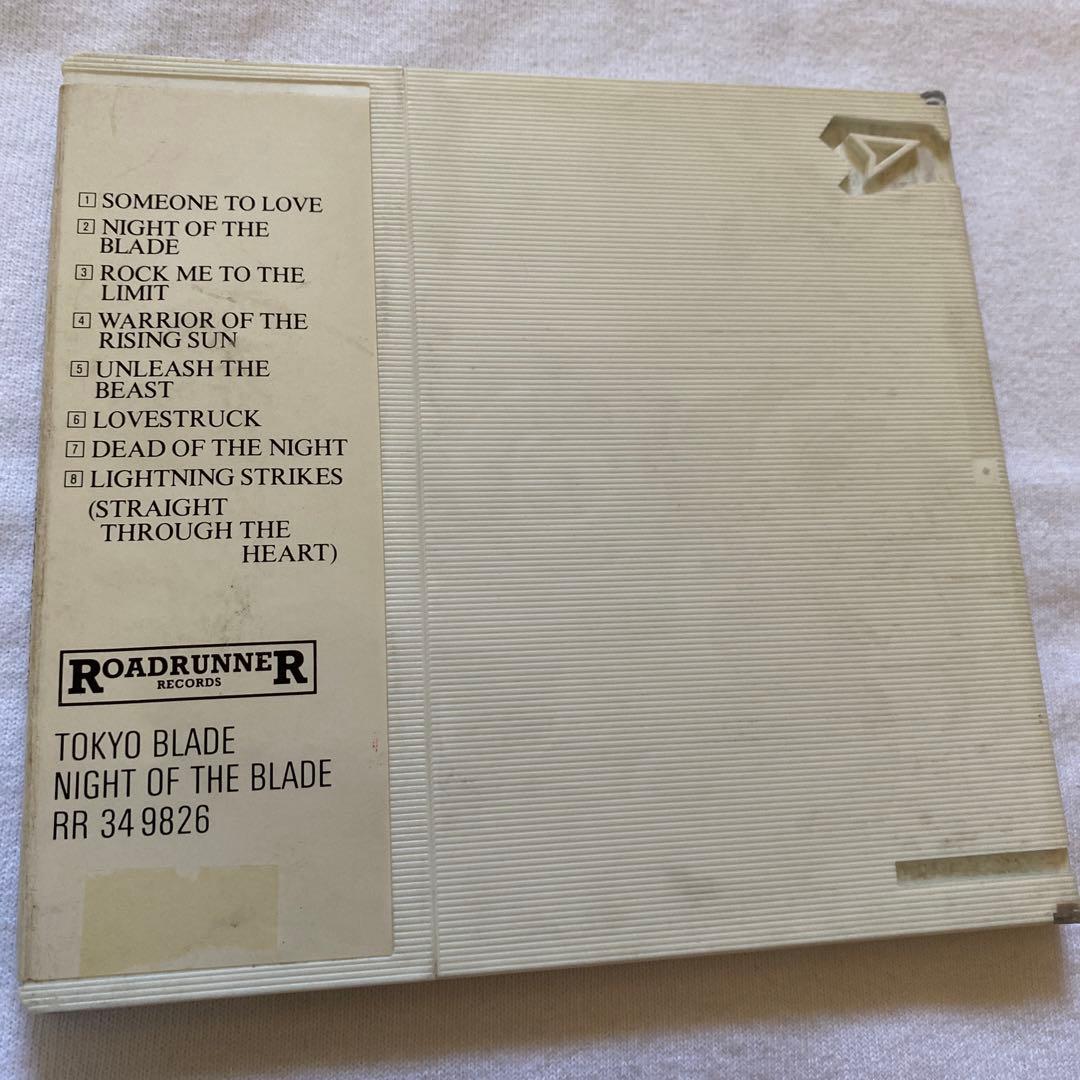 1 SOMEONE TO LOVE
2 NIGHT OF THE
BLADE
3 ROCK ME TO THE
LIMIT
4 WARRIOR OF THE
RISING SUN
5 UNLEASH THE
BEAST
6 LOVESTRUCK
7 DEAD OF THE NIGHT
8 LIGHTNING STRIKES
(STRAIGHT
THROUGH THE
HEART)
ROADRUNNER
RECORDS
TOKYO BLADE
NIGHT OF THE BLADE
RR 34 9826